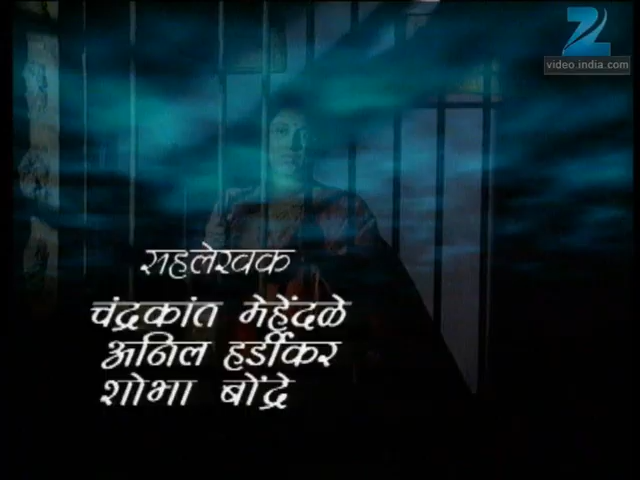 Z
video.india.com
सहलेखक
चंद्रकांत मेहेंदळे
अनिल हर्डीकर
शोभा बोंद्रे